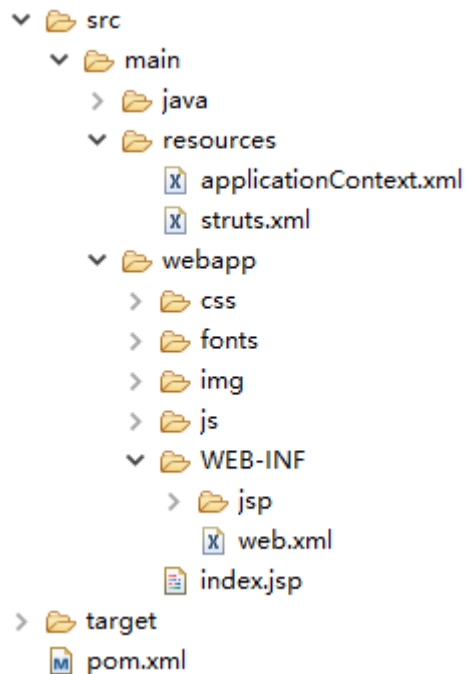 src
main
java
resources
applicationContext.xml
struts.xml
webapp
css
fonts
img
js
WEB-INF
jsp
web.xml
index.jsp
target
pom.xml